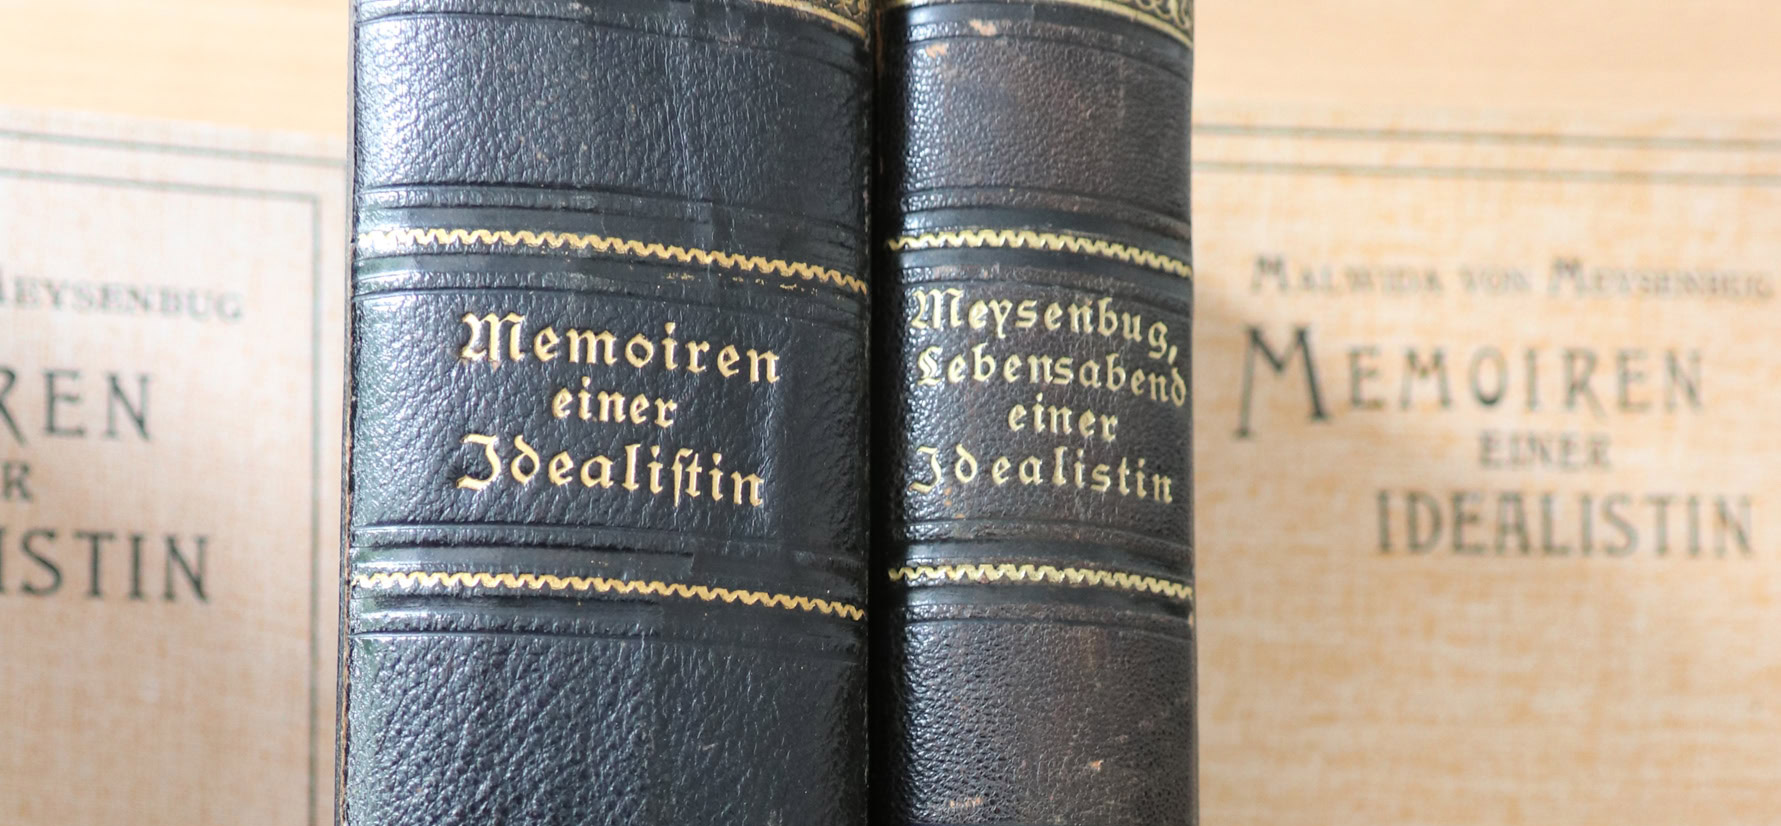 MEYSENBUG
REN
R
ISTIN
Memoiren
einer
Idealiſtin
Meysenbug,
Lebensabend
einer
Idealistin
MALWIDA VON MEYSENBUG
MEMOIREN
EINER
IDEALISTIN